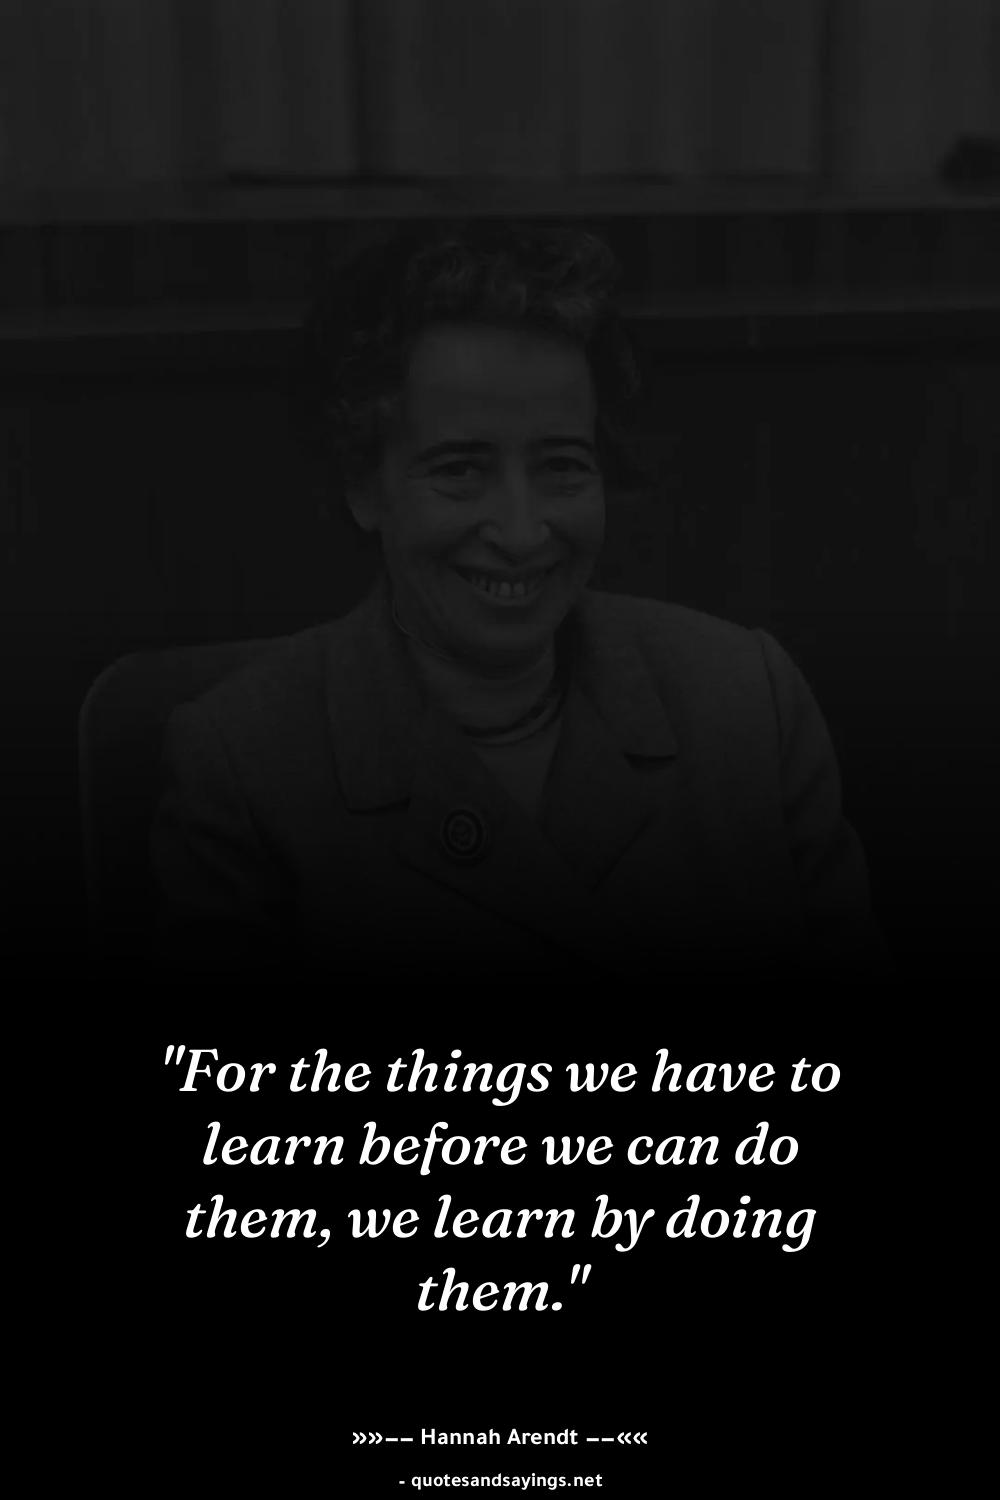 "For the things we have to
learn before we can do
them, we learn by doing
them."
»»–– Hannah Arendt ––««
- quotesandsayings.net